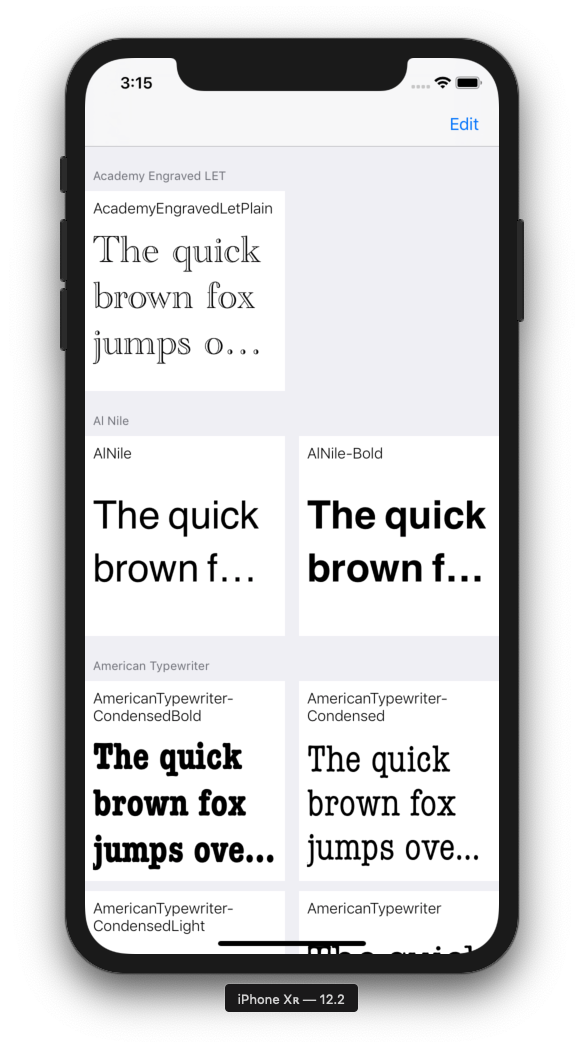 3:15
Edit
Academy Engraved LET
AcademyEngravedLetPlain
The quick
brown fox
jumps o…
Al Nile
AlNile
The quick
brown f…
AlNile-Bold
The quick
brown f…
American Typewriter
AmericanTypewriter-
CondensedBold
The quick
brown fox
jumps ove…
AmericanTypewriter-
Condensed
The quick
brown fox
jumps ove…
AmericanTypewriter-
CondensedLight
AmericanTypewriter
The quick
iPhone Xʀ — 12.2